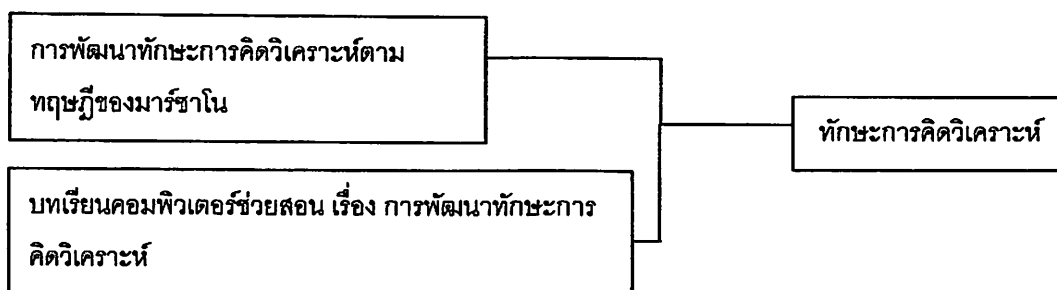 การพัฒนาทักษะการคิดวิเคราะห์ตาม
ทฤษฎีของมาร์ซาโน
ทักษะการคิดวิเคราะห์
บทเรียนคอมพิวเตอร์ช่วยสอน เรื่อง การพัฒนาทักษะการ
คิดวิเคราะห์